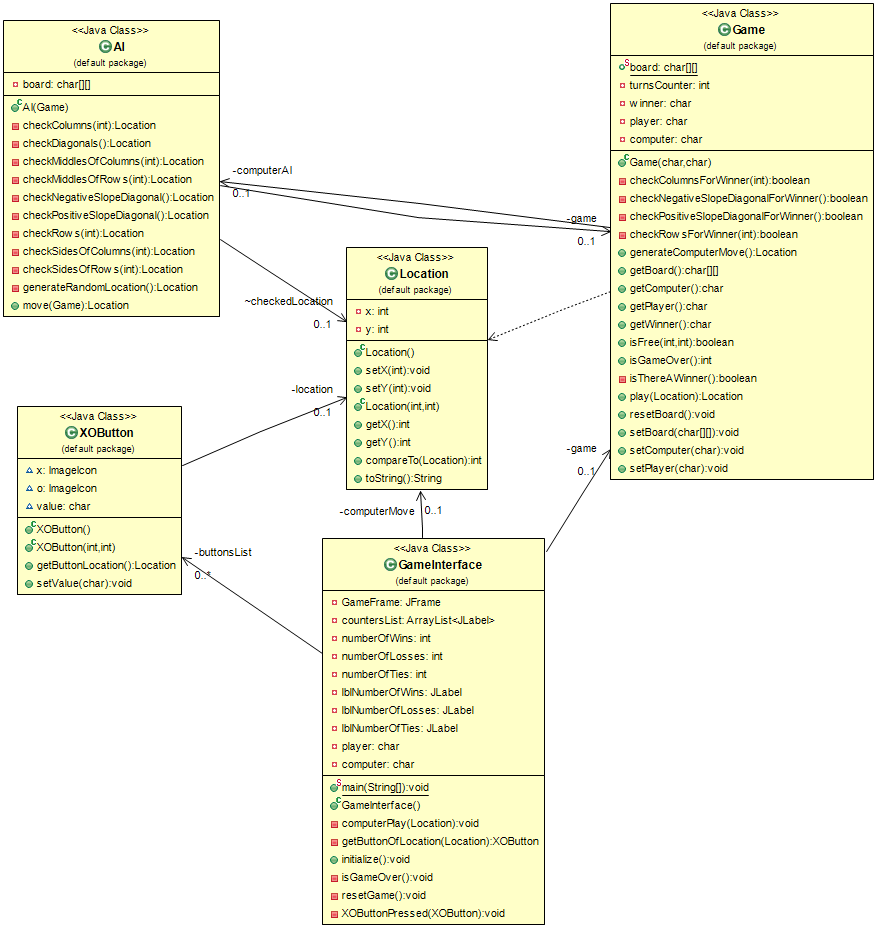 <<Java Class>>
AI
(default package)
board: char[][]
AI(Game)
checkColumns(int):Location
checkDiagonals():Location
checkMiddlesOfColumns(int):Location
checkMiddlesOfRows(int):Location
checkNegativeSlopeDiagonal():Location
checkPositiveSlopeDiagonal():Location
checkRows(int):Location
checkSidesOfColumns(int):Location
checkSidesOfRows(int):Location
generateRandomLocation():Location
move(Game):Location
<<Java Class>>
Game
(default package)
board: char[][]
turnsCounter: int
winner: char
player: char
computer: char
Game(char,char)
checkColumnsForWinner(int):boolean
checkNegativeSlopeDiagonalForWinner():boolean
checkPositiveSlopeDiagonalForWinner():boolean
checkRowsForWinner(int):boolean
generateComputerMove():Location
getBoard():char[][]
getComputer():char
getPlayer():char
getWinner():char
isFree(int,int):boolean
isGameOver():int
isThereAWinner():boolean
play(Location):Location
resetBoard():void
setBoard(char[][]):void
setComputer(char):void
setPlayer(char):void
-computerAI
0..1
-game
0..1
<<Java Class>>
Location
(default package)
x: int
y: int
Location()
setX(int):void
setY(int):void
Location(int,int)
getX():int
getY():int
compareTo(Location):int
toString():String
~checkedLocation
0..1
-location
0..1
<<Java Class>>
XOButton
(default package)
x: ImageIcon
o: ImageIcon
value: char
XOButton()
XOButton(int,int)
getButtonLocation():Location
setValue(char):void
-game
0..1
-computerMove
0..1
-buttonsList
0..*
<<Java Class>>
GameInterface
(default package)
GameFrame: JFrame
countersList: ArrayList<JLabel>
numberOfWins: int
numberOfLosses: int
numberOfTies: int
lblNumberOfWins: JLabel
lblNumberOfLosses: JLabel
lblNumberOfTies: JLabel
player: char
computer: char
main(String[]):void
GameInterface()
computerPlay(Location):void
getButtonOfLocation(Location):XOButton
initialize():void
isGameOver():void
resetGame():void
XOButtonPressed(XOButton):void